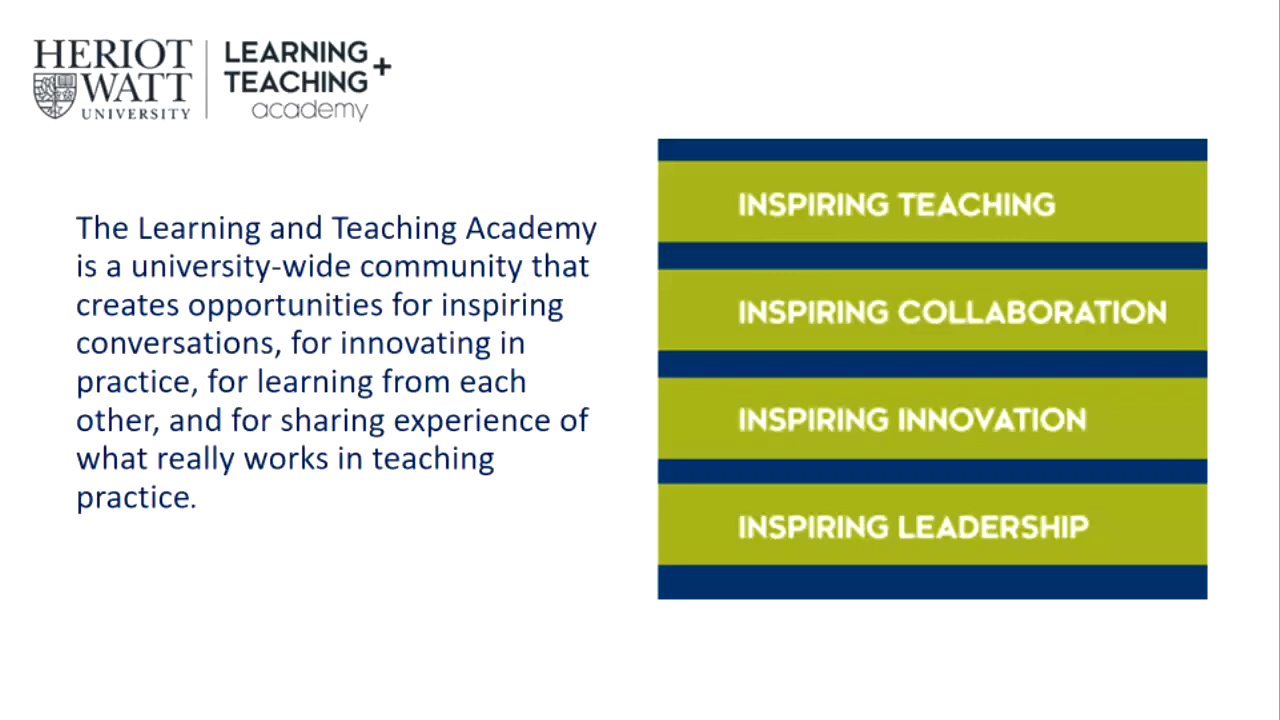 HERIOT
WATT
UNIVERSITY
LEARNING
TEACHING+
academy
The Learning and Teaching Academy
is a university-wide community that
creates opportunities for inspiring
conversations, for innovating in
practice, for learning from each
other, and for sharing experience of
what really works in teaching
practice.
INSPIRING TEACHING
INSPIRING COLLABORATION
INSPIRING INNOVATION
INSPIRING LEADERSHIP